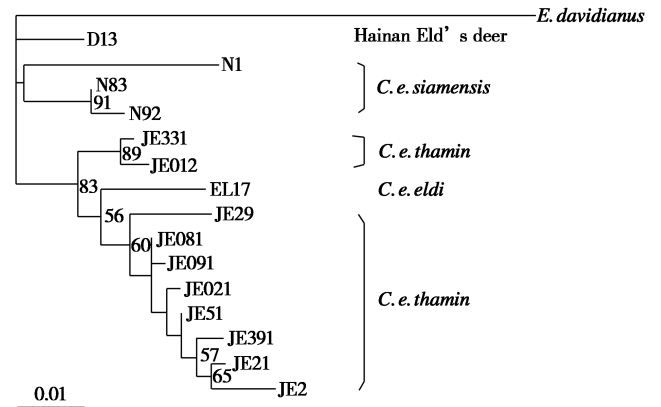 E. davidianus
D13 Hainan Eld’s deer
N1
N83
C. e. siamensis
91
N92
JE331
89 C. e. thamin
JE012
83 EL17 C. e. eldi
56 JE29
60 JE081
JE091
JE021
C. e. thamin
JE51
JE391
57 JE21
65
JE2
0.01